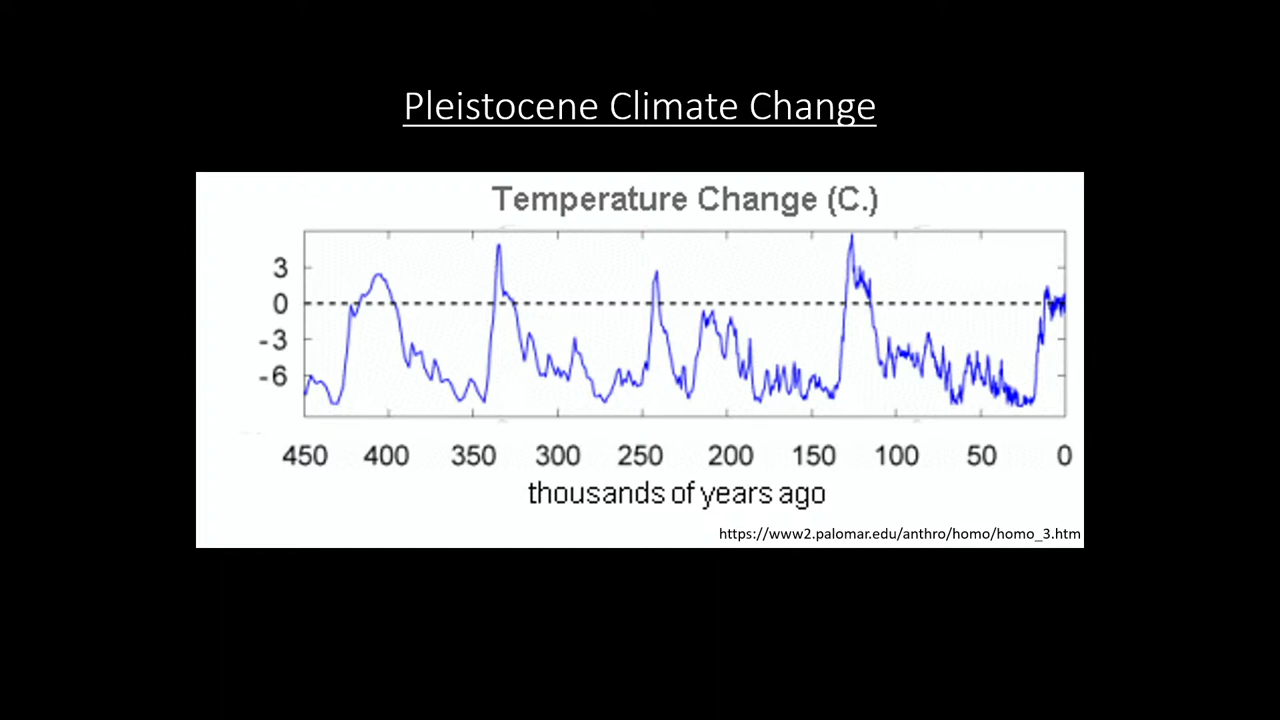 Pleistocene Climate Change
Temperature Change (C.)
3
0
-3
-6
450 400 350 300 250 200 150 100 50 0
thousands of years ago
https://www2.palomar.edu/anthro/homo/homo_3.htm